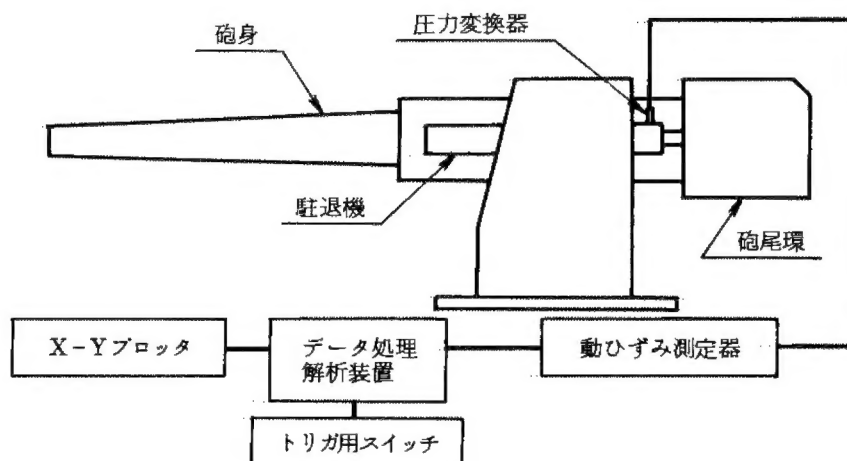 砲身
圧力変換器
駐退機
砲尾環
X-Yプロッタ
データ処理
解析装置
動ひずみ測定器
トリガ用スイッチ